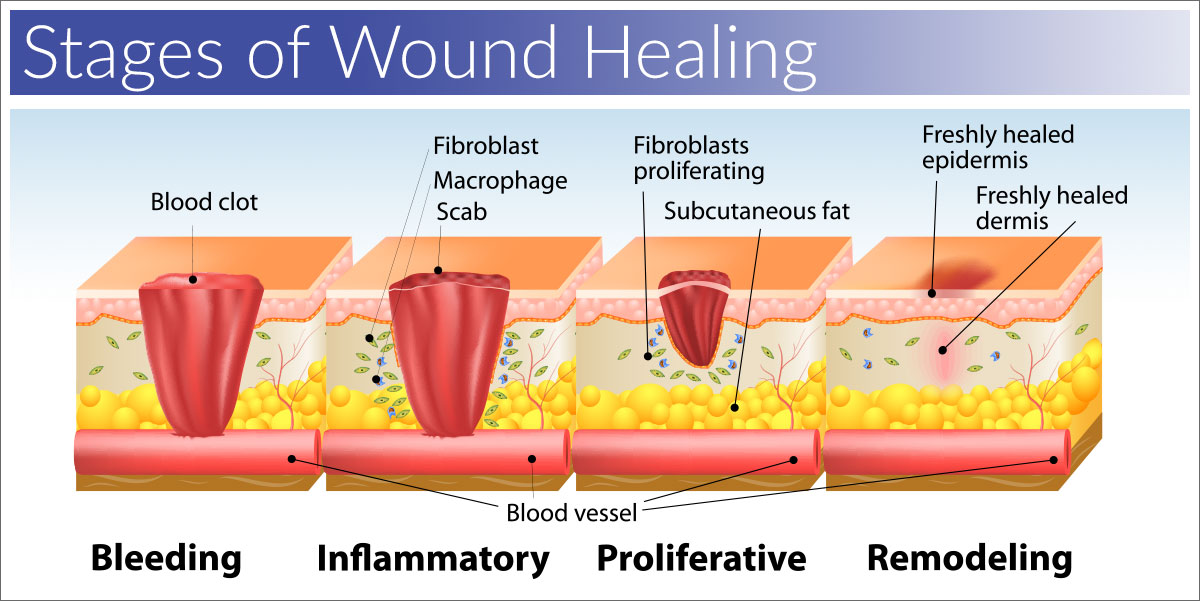 Stages of Wound Healing
Blood clot
Fibroblast
Macrophage
Scab
Fibroblasts
proliferating
Subcutaneous fat
Freshly healed
epidermis
Freshly healed
dermis
Blood vessel
Bleeding
Inflammatory
Proliferative
Remodeling